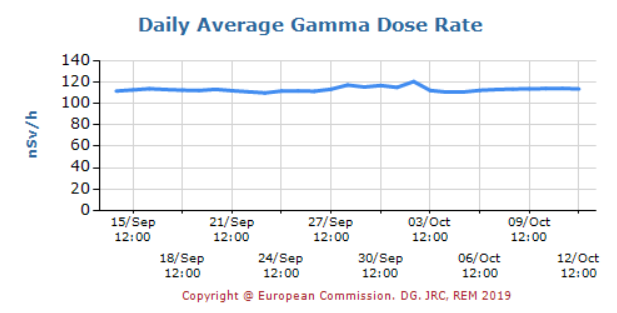 Daily Average Gamma Dose Rate
nSv/h
140
120
100
80
60
40
20
0
15/Sep 12:00
18/Sep 12:00
21/Sep 12:00
24/Sep 12:00
27/Sep 12:00
30/Sep 12:00
03/Oct 12:00
06/Oct 12:00
09/Oct 12:00
12/Oct 12:00
Copyright @ European Commission. DG. JRC, REM 2019